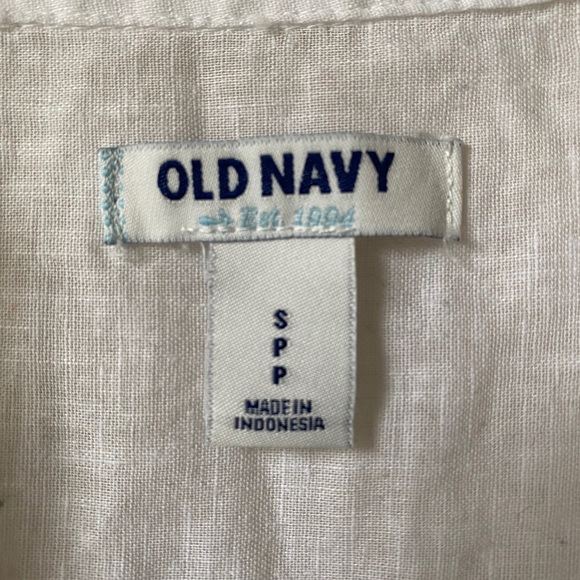 OLD NAVY
Est. 1994
S
P
P
MADE IN
INDONESIA